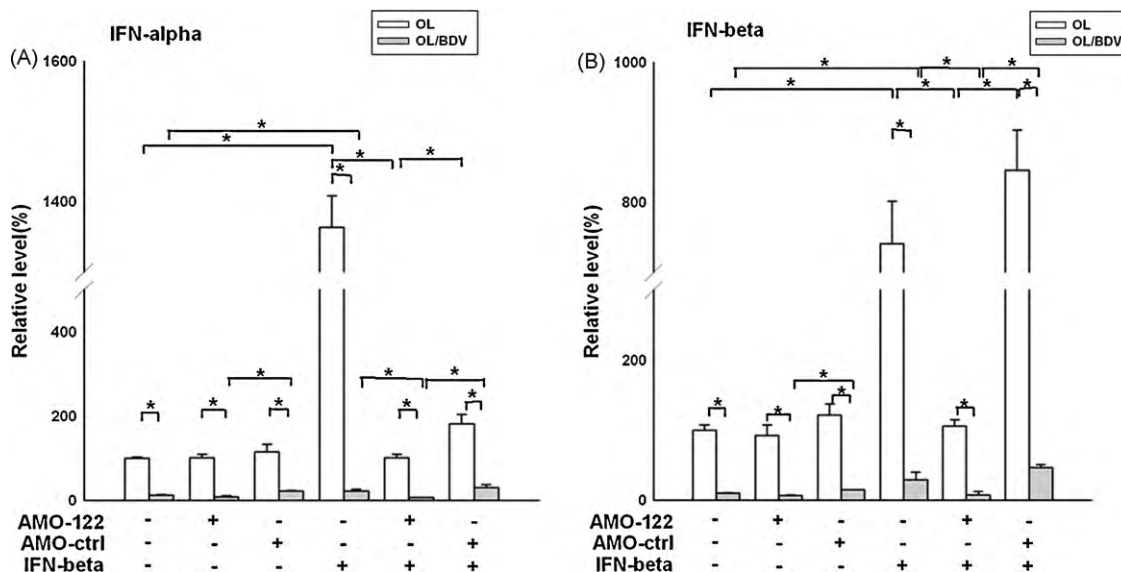 IFN-alpha
OL
OL/BDV
(A)
1600
1400
400
200
0
Relative level(%)
* * * * * * * * * * * * * *
AMO-122 - + - - + -
AMO-ctrl - - + - - +
IFN-beta - - - + + +
IFN-beta
OL
OL/BDV
(B)
1000
800
200
0
Relative level(%)
* * * * * * * * * * * * * *
AMO-122 - + - - + -
AMO-ctrl - - + - - +
IFN-beta - - - + + +